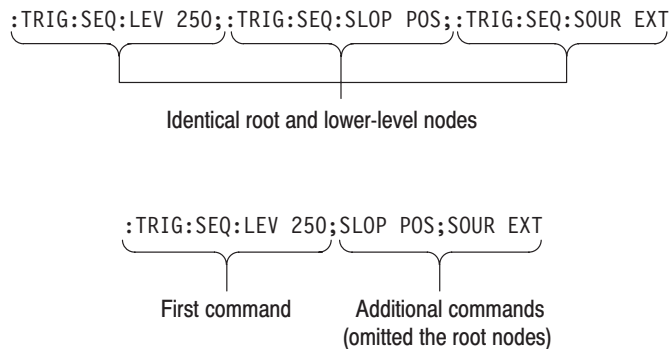 :TRIG:SEQ:LEV 250;:TRIG:SEQ:SLOP POS;:TRIG:SEQ:SOUR EXT
Identical root and lower-level nodes
:TRIG:SEQ:LEV 250;SLOP POS;SOUR EXT
First command
Additional commands
(omitted the root nodes)